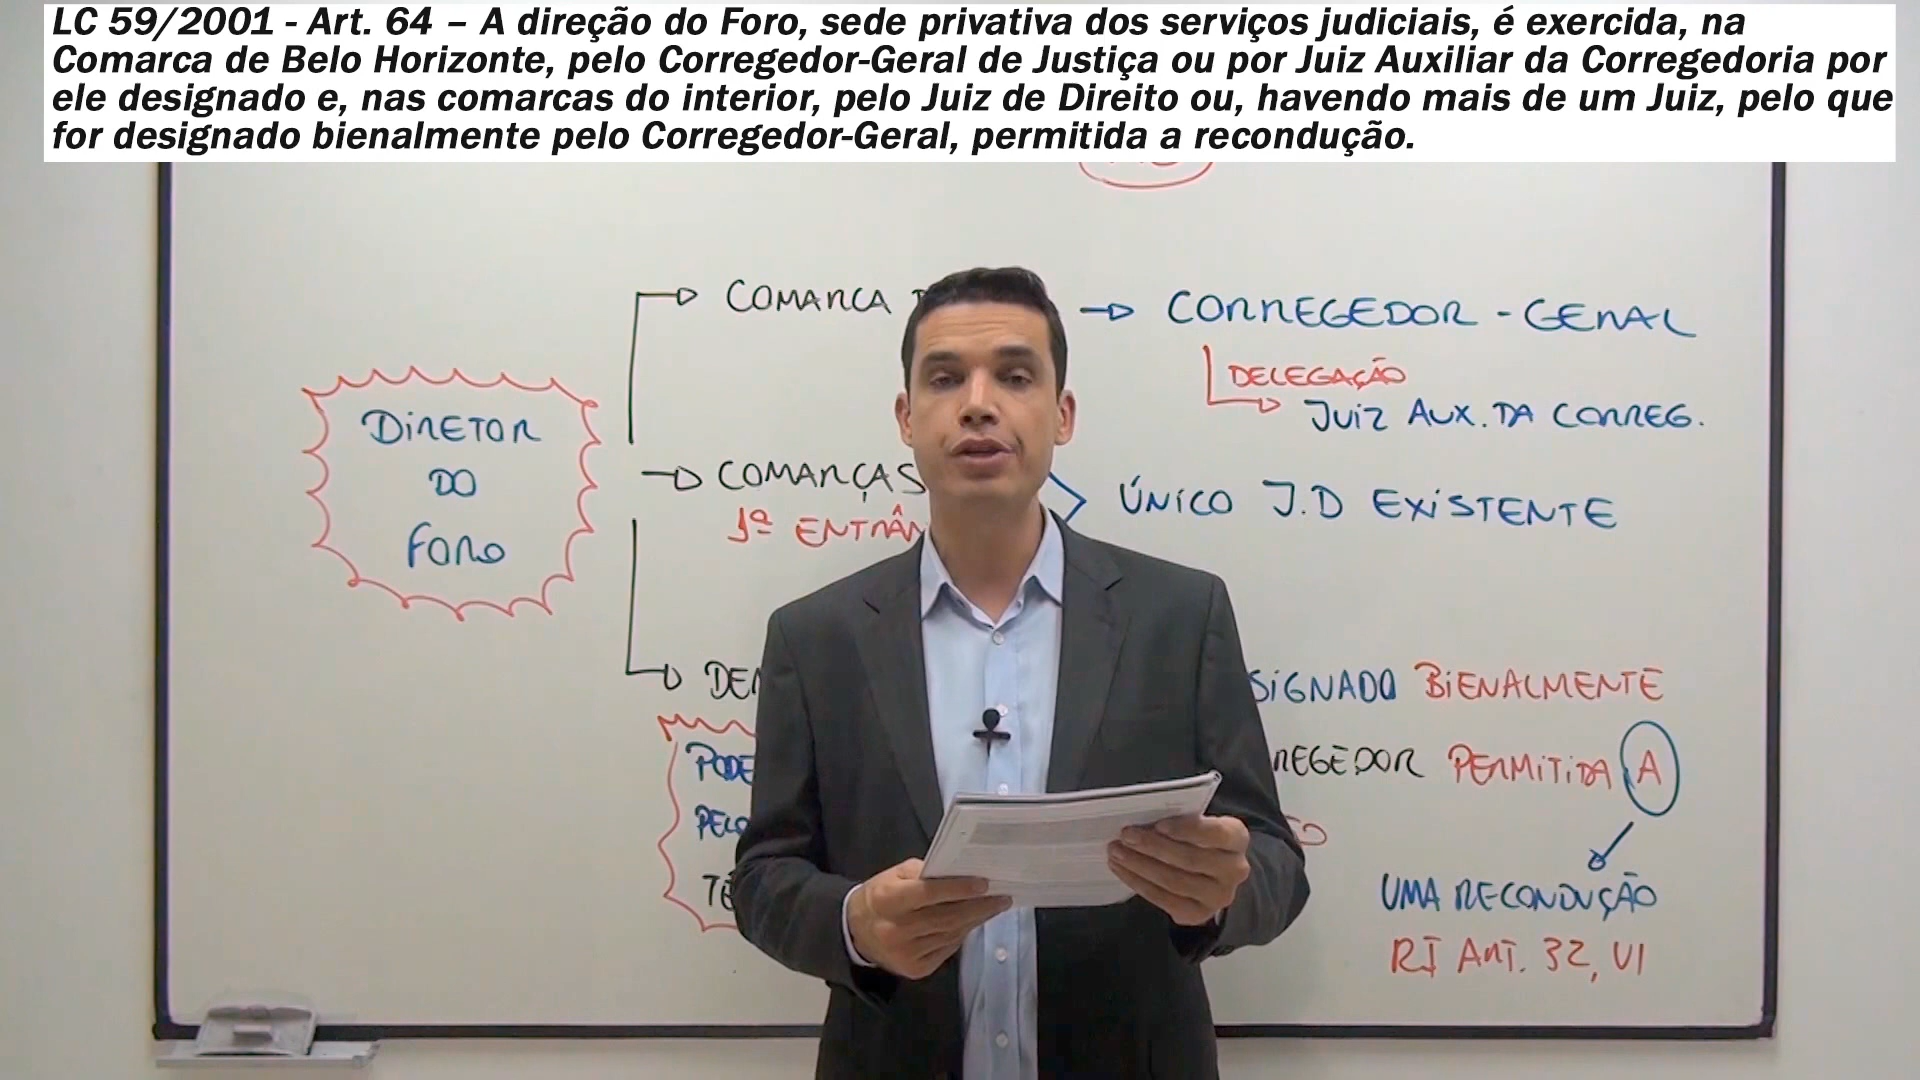 LC 59/2001 - Art. 64 – A direção do Foro, sede privativa dos serviços judiciais, é exercida, na
Comarca de Belo Horizonte, pelo Corregedor-Geral de Justiça ou por Juiz Auxiliar da Corregedoria por
ele designado e, nas comarcas do interior, pelo Juiz de Direito ou, havendo mais de um Juiz, pelo que
for designado bienalmente pelo Corregedor-Geral, permitida a recondução.
COMARCA
CORREGEDOR - GERAL
DELEGAÇÃO
JUIZ AUX. DA CORREG.
DIRETOR
DO
FORO
COMARÇAS
1ª
ÚNICO J.D EXISTENTE
BIENALMENTE
PERMITIDA A
UMA RECONDUÇÃO
RI ART. 32, VI